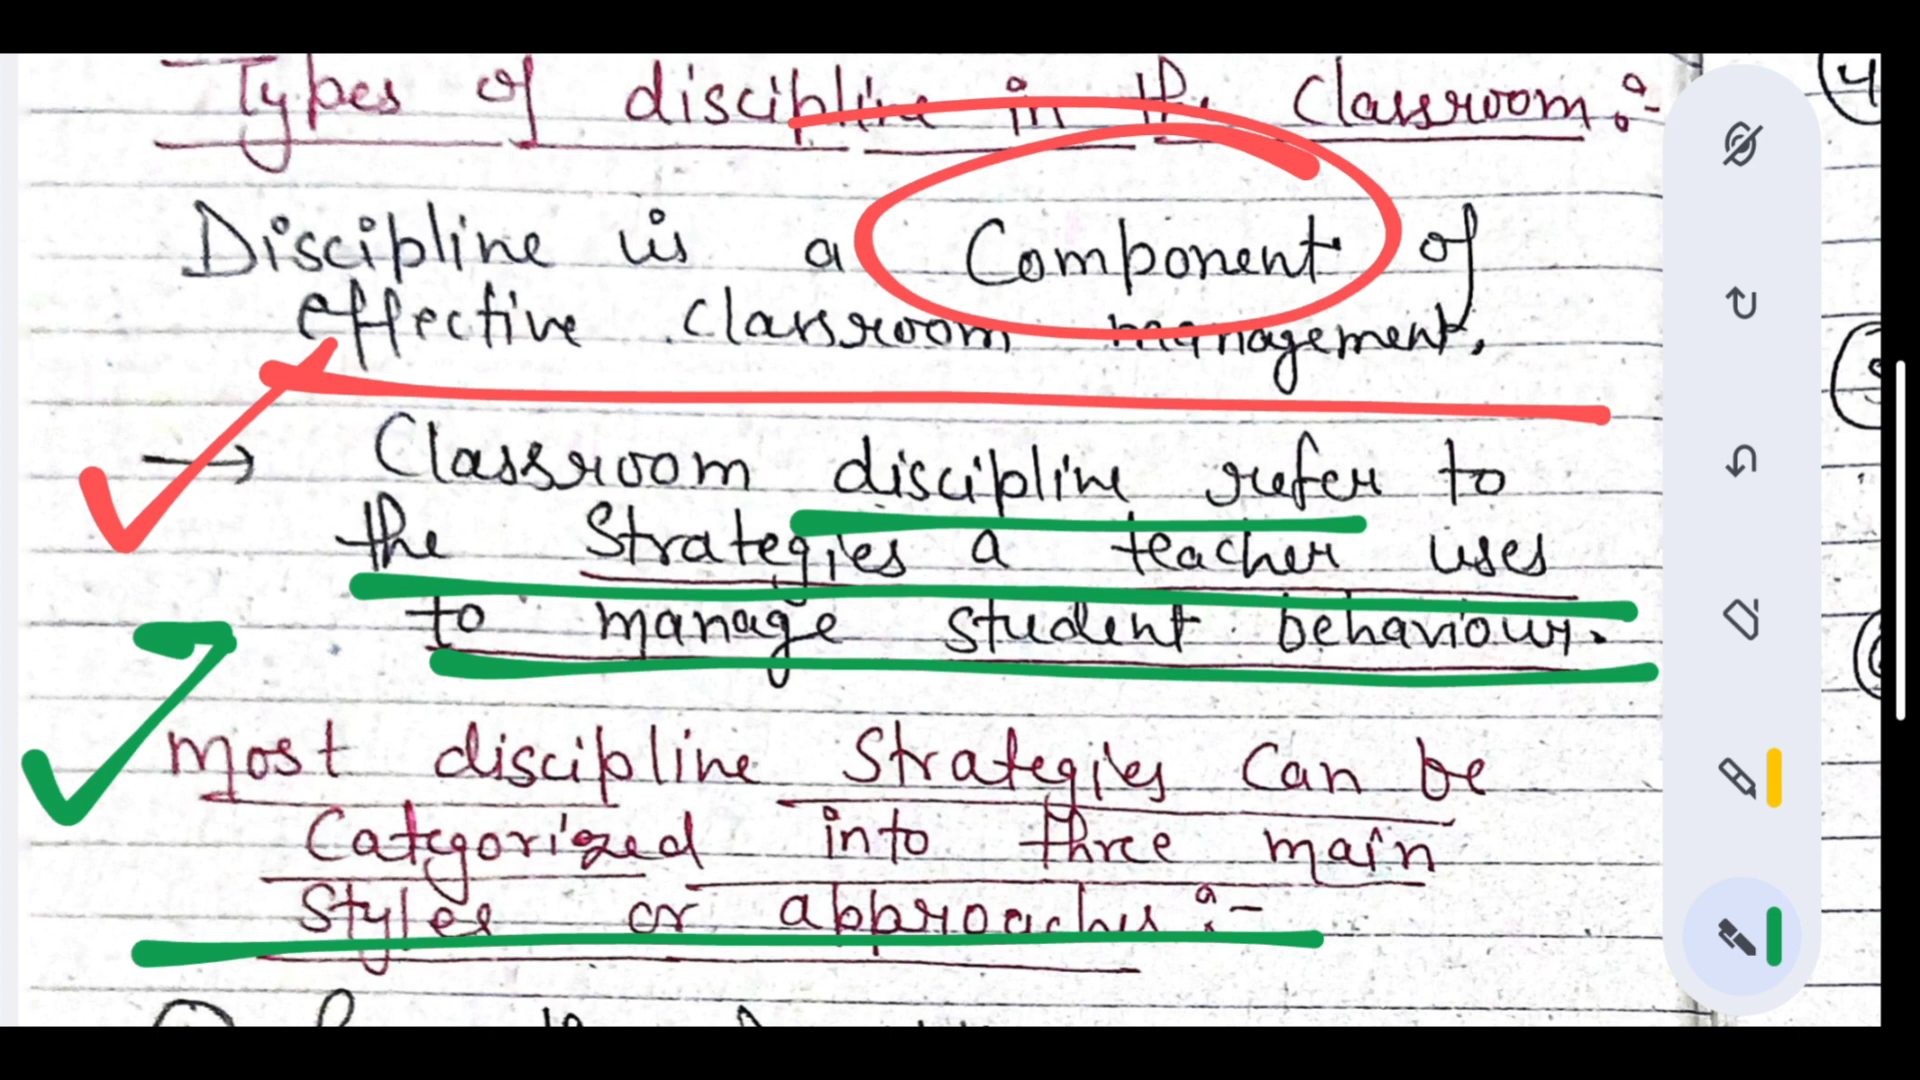 Types of discipline in the Classroom :-
Discipline is a Component of
effective Classroom management.
→ Classroom discipline refer to
the Strategies a teacher uses
to manage student behaviour.
Most discipline Strategies Can be
Categorized into three main
Styles or approaches :-
4